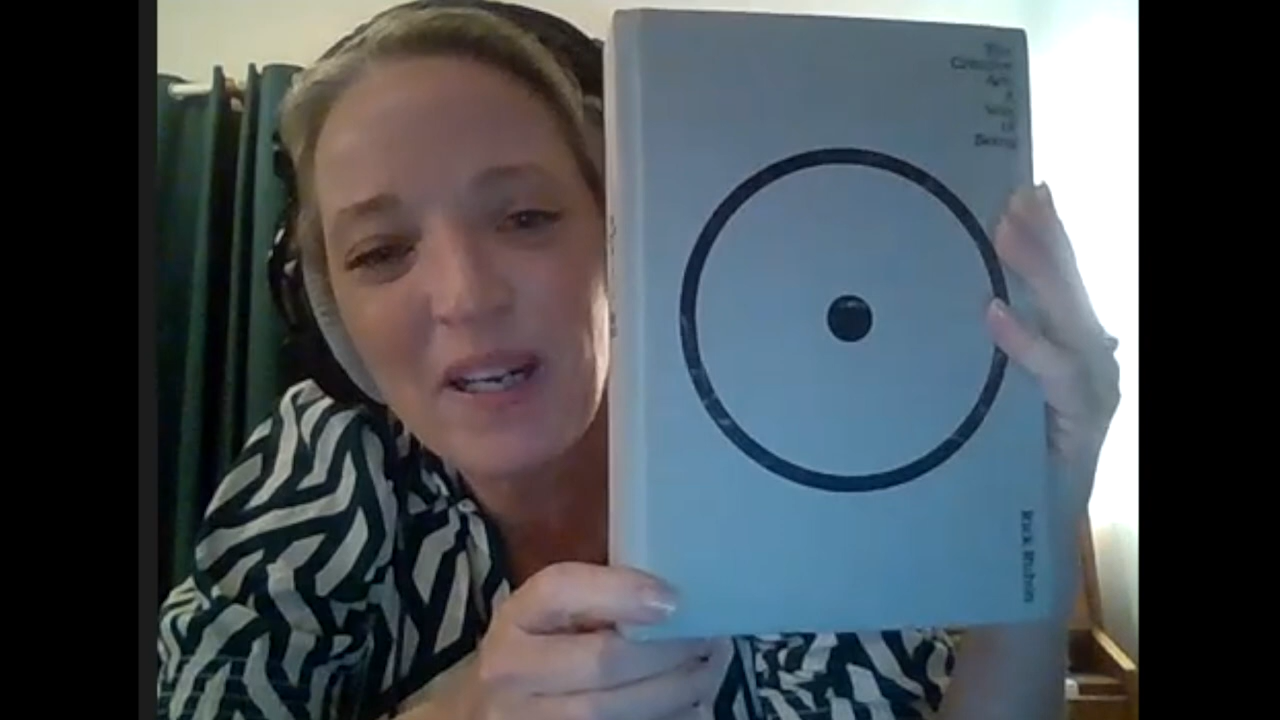 The
Creative
Act:
A
Way
of
Being
Rick Rubin